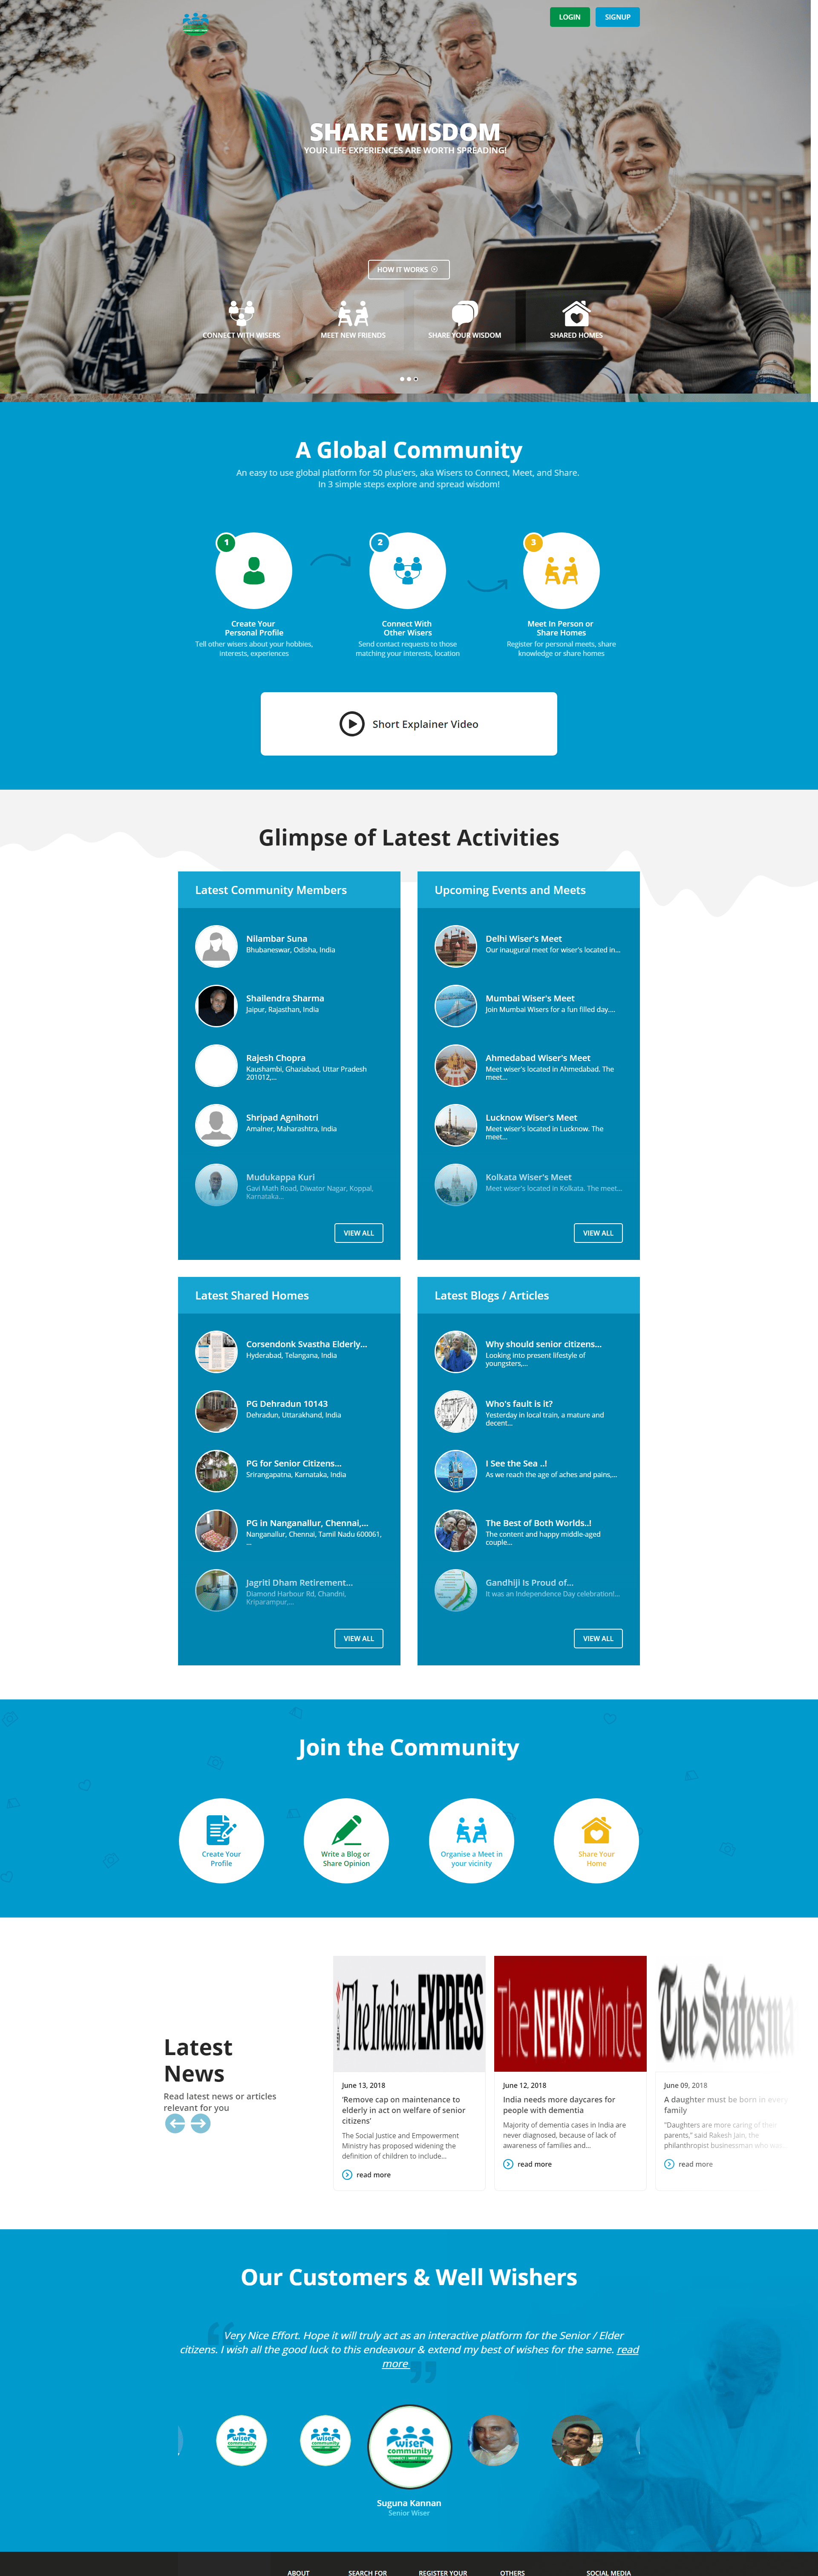 LOGIN
SIGNUP
SHARE WISDOM
YOUR LIFE EXPERIENCES ARE WORTH SPREADING!
HOW IT WORKS
CONNECT WITH WISERS
MEET NEW FRIENDS
SHARE YOUR WISDOM
SHARED HOMES
A Global Community
An easy to use global platform for 50 plus'ers, aka Wisers to Connect, Meet, and Share.
In 3 simple steps explore and spread wisdom!
1
2
3
Create Your
Personal Profile
Tell other wisers about your hobbies,
interests, experiences
Connect With
Other Wisers
Send contact requests to those
matching your interests, location
Meet In Person or
Share Homes
Register for personal meets, share
knowledge or share homes
Short Explainer Video
Glimpse of Latest Activities
Latest Community Members
Nilambar Suna
Bhubaneswar, Odisha, India
Shailendra Sharma
Jaipur, Rajasthan, India
Rajesh Chopra
Kaushambi, Ghaziabad, Uttar Pradesh
201012,...
Shripad Agnihotri
Amalner, Maharashtra, India
Mudukappa Kuri
Gavi Math Road, Diwator Nagar, Koppal,
Karnataka...
VIEW ALL
Upcoming Events and Meets
Delhi Wiser's Meet
Our inaugural meet for wiser's located in...
Mumbai Wiser's Meet
Join Mumbai Wisers for a fun filled day....
Ahmedabad Wiser's Meet
Meet wiser's located in Ahmedabad. The
meet...
Lucknow Wiser's Meet
Meet wiser's located in Lucknow. The
meet...
Kolkata Wiser's Meet
Meet wiser's located in Kolkata. The meet...
VIEW ALL
Latest Shared Homes
Corsendonk Svastha Elderly...
Hyderabad, Telangana, India
PG Dehradun 10143
Dehradun, Uttarakhand, India
PG for Senior Citizens...
Srirangapatna, Karnataka, India
PG in Nanganallur, Chennai,...
Nanganallur, Chennai, Tamil Nadu 600061,
...
Jagriti Dham Retirement...
Diamond Harbour Rd, Chandni,
Kriparampur,...
VIEW ALL
Latest Blogs / Articles
Why should senior citizens...
Looking into present lifestyle of
youngsters,...
Who's fault is it?
Yesterday in local train, a mature and
decent...
I See the Sea ..!
As we reach the age of aches and pains,...
The Best of Both Worlds..!
The content and happy middle-aged
couple...
Gandhiji Is Proud of...
It was an Independence Day celebration!...
VIEW ALL
Join the Community
Create Your
Profile
Write a Blog or
Share Opinion
Organise a Meet in
your vicinity
Share Your
Home
Latest
News
Read latest news or articles
relevant for you
The Indian EXPRESS
June 13, 2018
'Remove cap on maintenance to
elderly in act on welfare of senior
citizens'
The Social Justice and Empowerment
Ministry has proposed widening the
definition of children to include...
read more
The NEWS Minute
June 12, 2018
India needs more daycares for
people with dementia
Majority of dementia cases in India are
never diagnosed, because of lack of
awareness of families and...
read more
The Statesma
June 09, 2018
A daughter must be born in every
family
"Daughters are more caring of their
parents," said Rakesh Jain, the
philanthropist businessman who was
read more
Our Customers & Well Wishers
“Very Nice Effort. Hope it will truly act as an interactive platform for the Senior / Elder
citizens. I wish all the good luck to this endeavour & extend my best of wishes for the same. read
more ”
wiser
community
wiser
community
wiser
community
CONNECT | MEET | SHARE
Suguna Kannan
Senior Wiser
ABOUT
SEARCH FOR
REGISTER YOUR
OTHERS
SOCIAL MEDIA